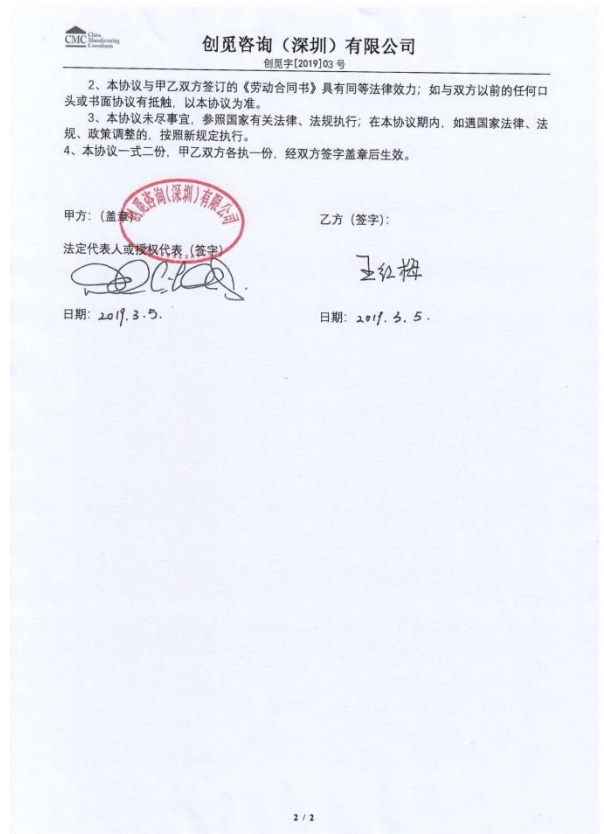 CMC China
Manufacturing
Consultants
创觅咨询（深圳）有限公司
创觅字[2019]03 号
2、本协议与甲乙双方签订的《劳动合同书》具有同等法律效力；如与双方以前的任何口
头或书面协议有抵触，以本协议为准。
3、本协议未尽事宜，参照国家有关法律、法规执行；在本协议期内，如遇国家法律、法
规、政策调整的，按照新规定执行。
4、本协议一式二份，甲乙双方各执一份，经双方签字盖章后生效。
创觅咨询(深圳)有限公司
甲方：（盖章）
乙方（签字）：
法定代表人或授权代表（签字）
王红梅
日期：2019.3.5.
日期：2019.3.5.
2 / 2